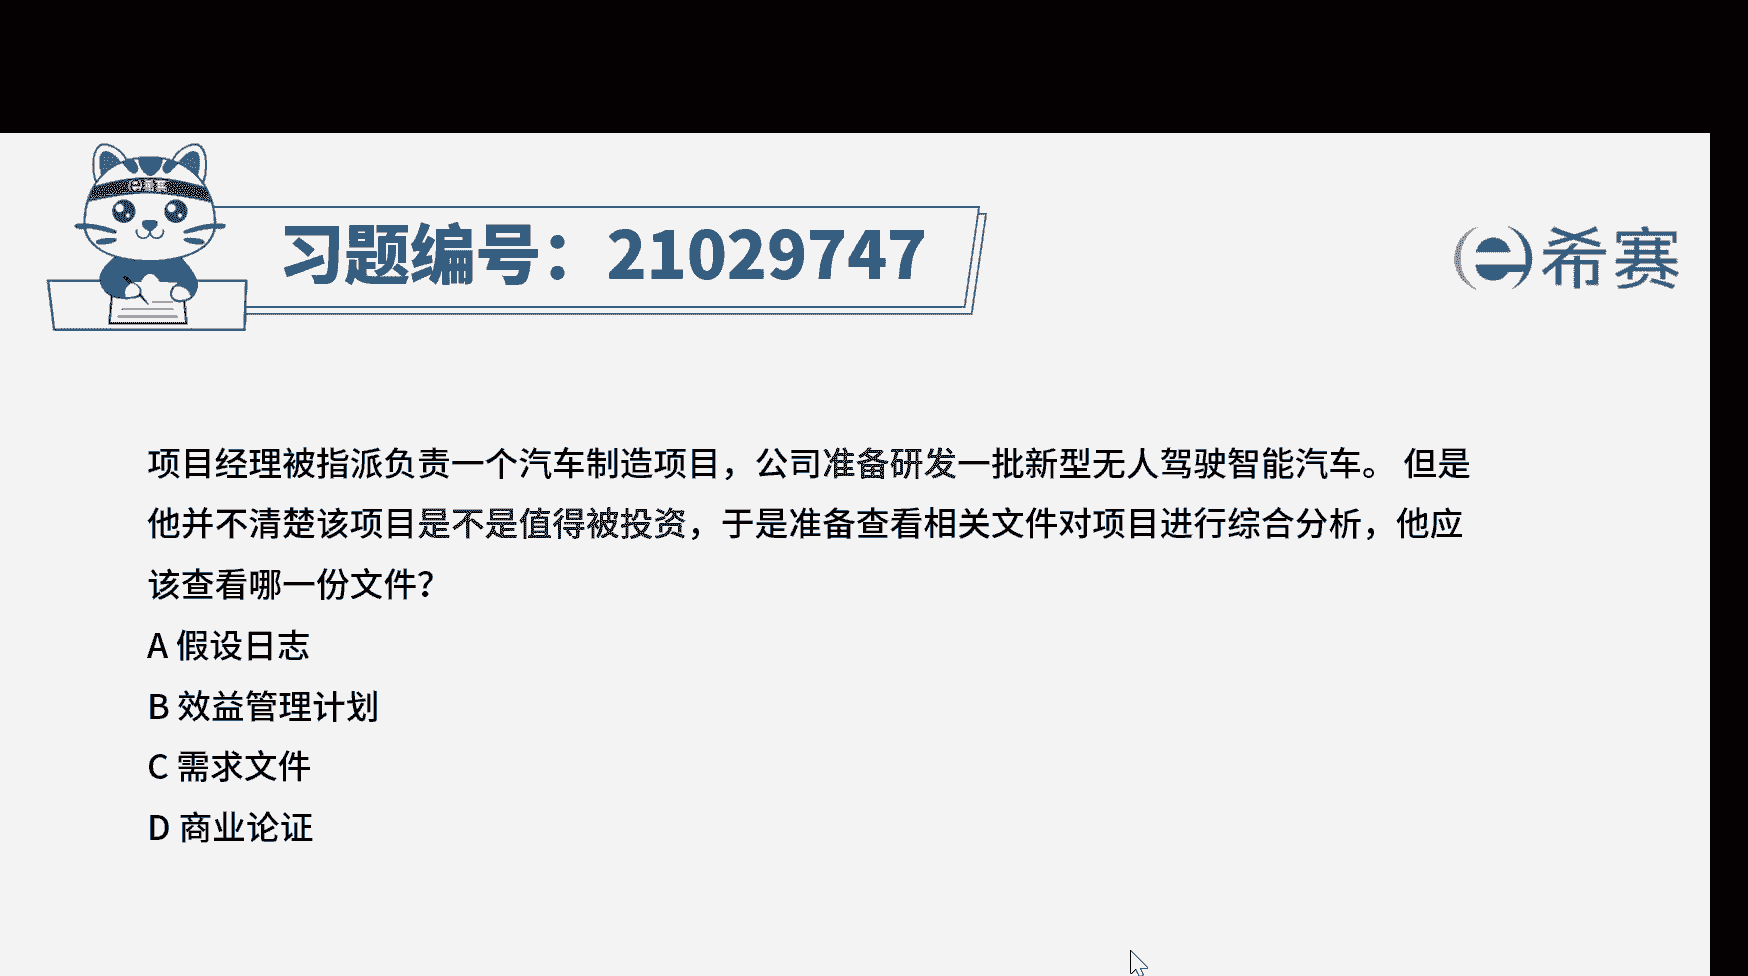 习题编号：21029747
希赛
项目经理被指派负责一个汽车制造项目，公司准备研发一批新型无人驾驶智能汽车。 但是
他并不清楚该项目是不是值得被投资，于是准备查看相关文件对项目进行综合分析，他应
该查看哪一份文件？
A 假设日志
B 效益管理计划
C 需求文件
D 商业论证